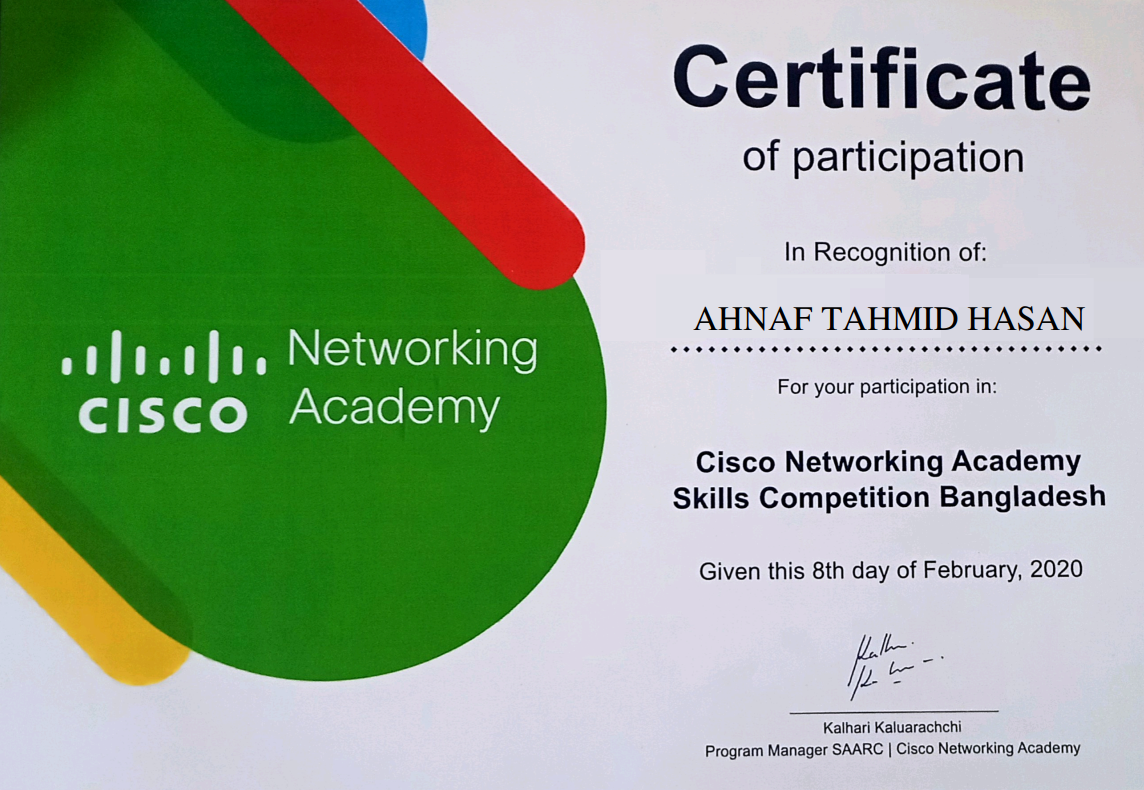 Certificate
of participation
In Recognition of:
AHNAF TAHMID HASAN
For your participation in:
Cisco Networking Academy
Skills Competition Bangladesh
Given this 8th day of February, 2020
Kalhari Kaluarachchi
Program Manager SAARC | Cisco Networking Academy
CISCO
Networking
Academy